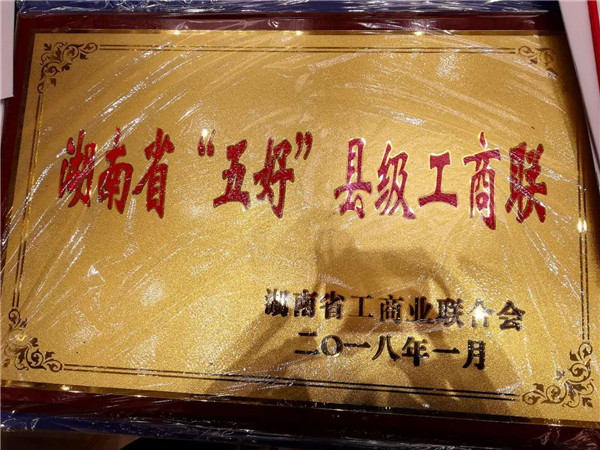 湖南省“五好”县级工商联
湖南省工商业联合会
二〇一八年一月